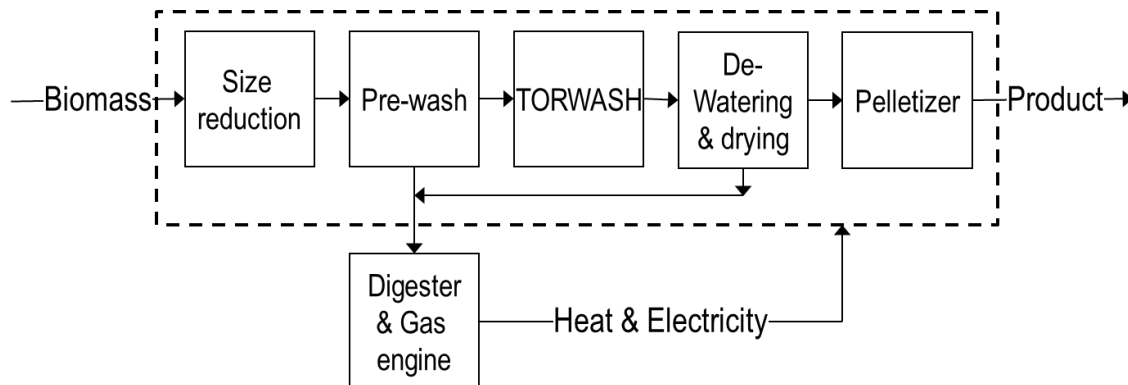 Biomass
Size
reduction
Pre-wash
TORWASH
De-
Watering
& drying
Pelletizer
Product
Digester
& Gas
engine
Heat & Electricity